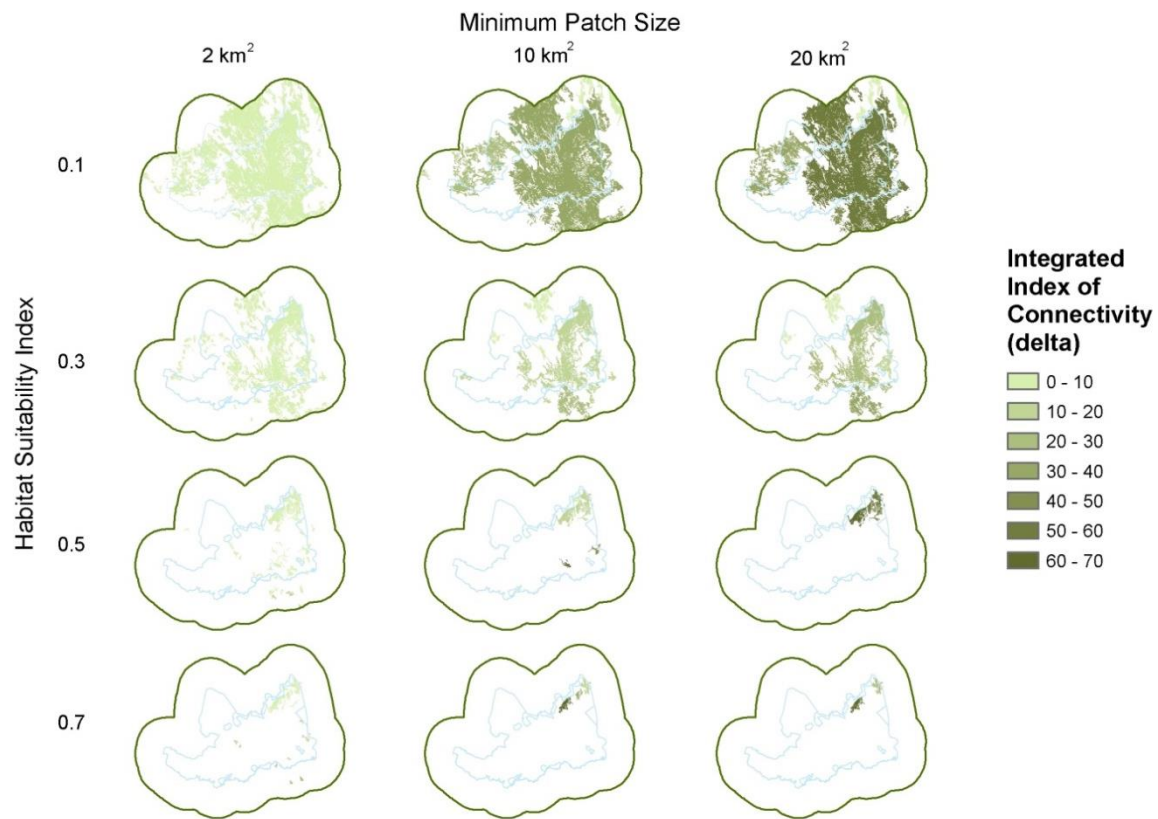 Minimum Patch Size
2 km²
10 km²
20 km²
Habitat Suitability Index
0.1
0.3
0.5
0.7
Integrated
Index of
Connectivity
(delta)
0 - 10
10 - 20
20 - 30
30 - 40
40 - 50
50 - 60
60 - 70